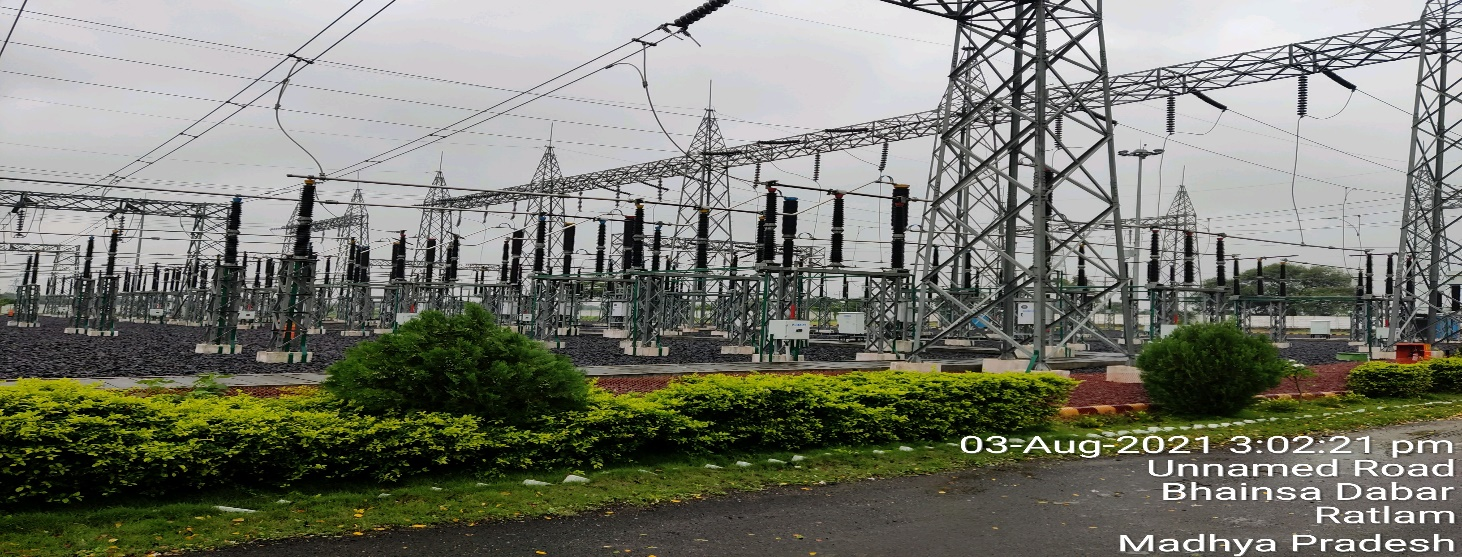 03-Aug-2021 3:02:21 pm
Unnamed Road
Bhainsa Dabar
Ratlam
Madhya Pradesh